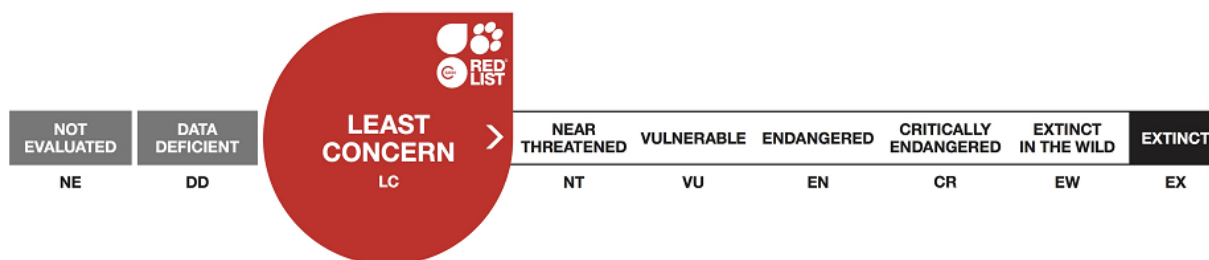 RED
LIST
NOT
EVALUATED
NE
DATA
DEFICIENT
DD
LEAST
CONCERN
LC
NEAR
THREATENED
NT
VULNERABLE
VU
ENDANGERED
EN
CRITICALLY
ENDANGERED
CR
EXTINCT
IN THE WILD
EW
EXTINCT
EX